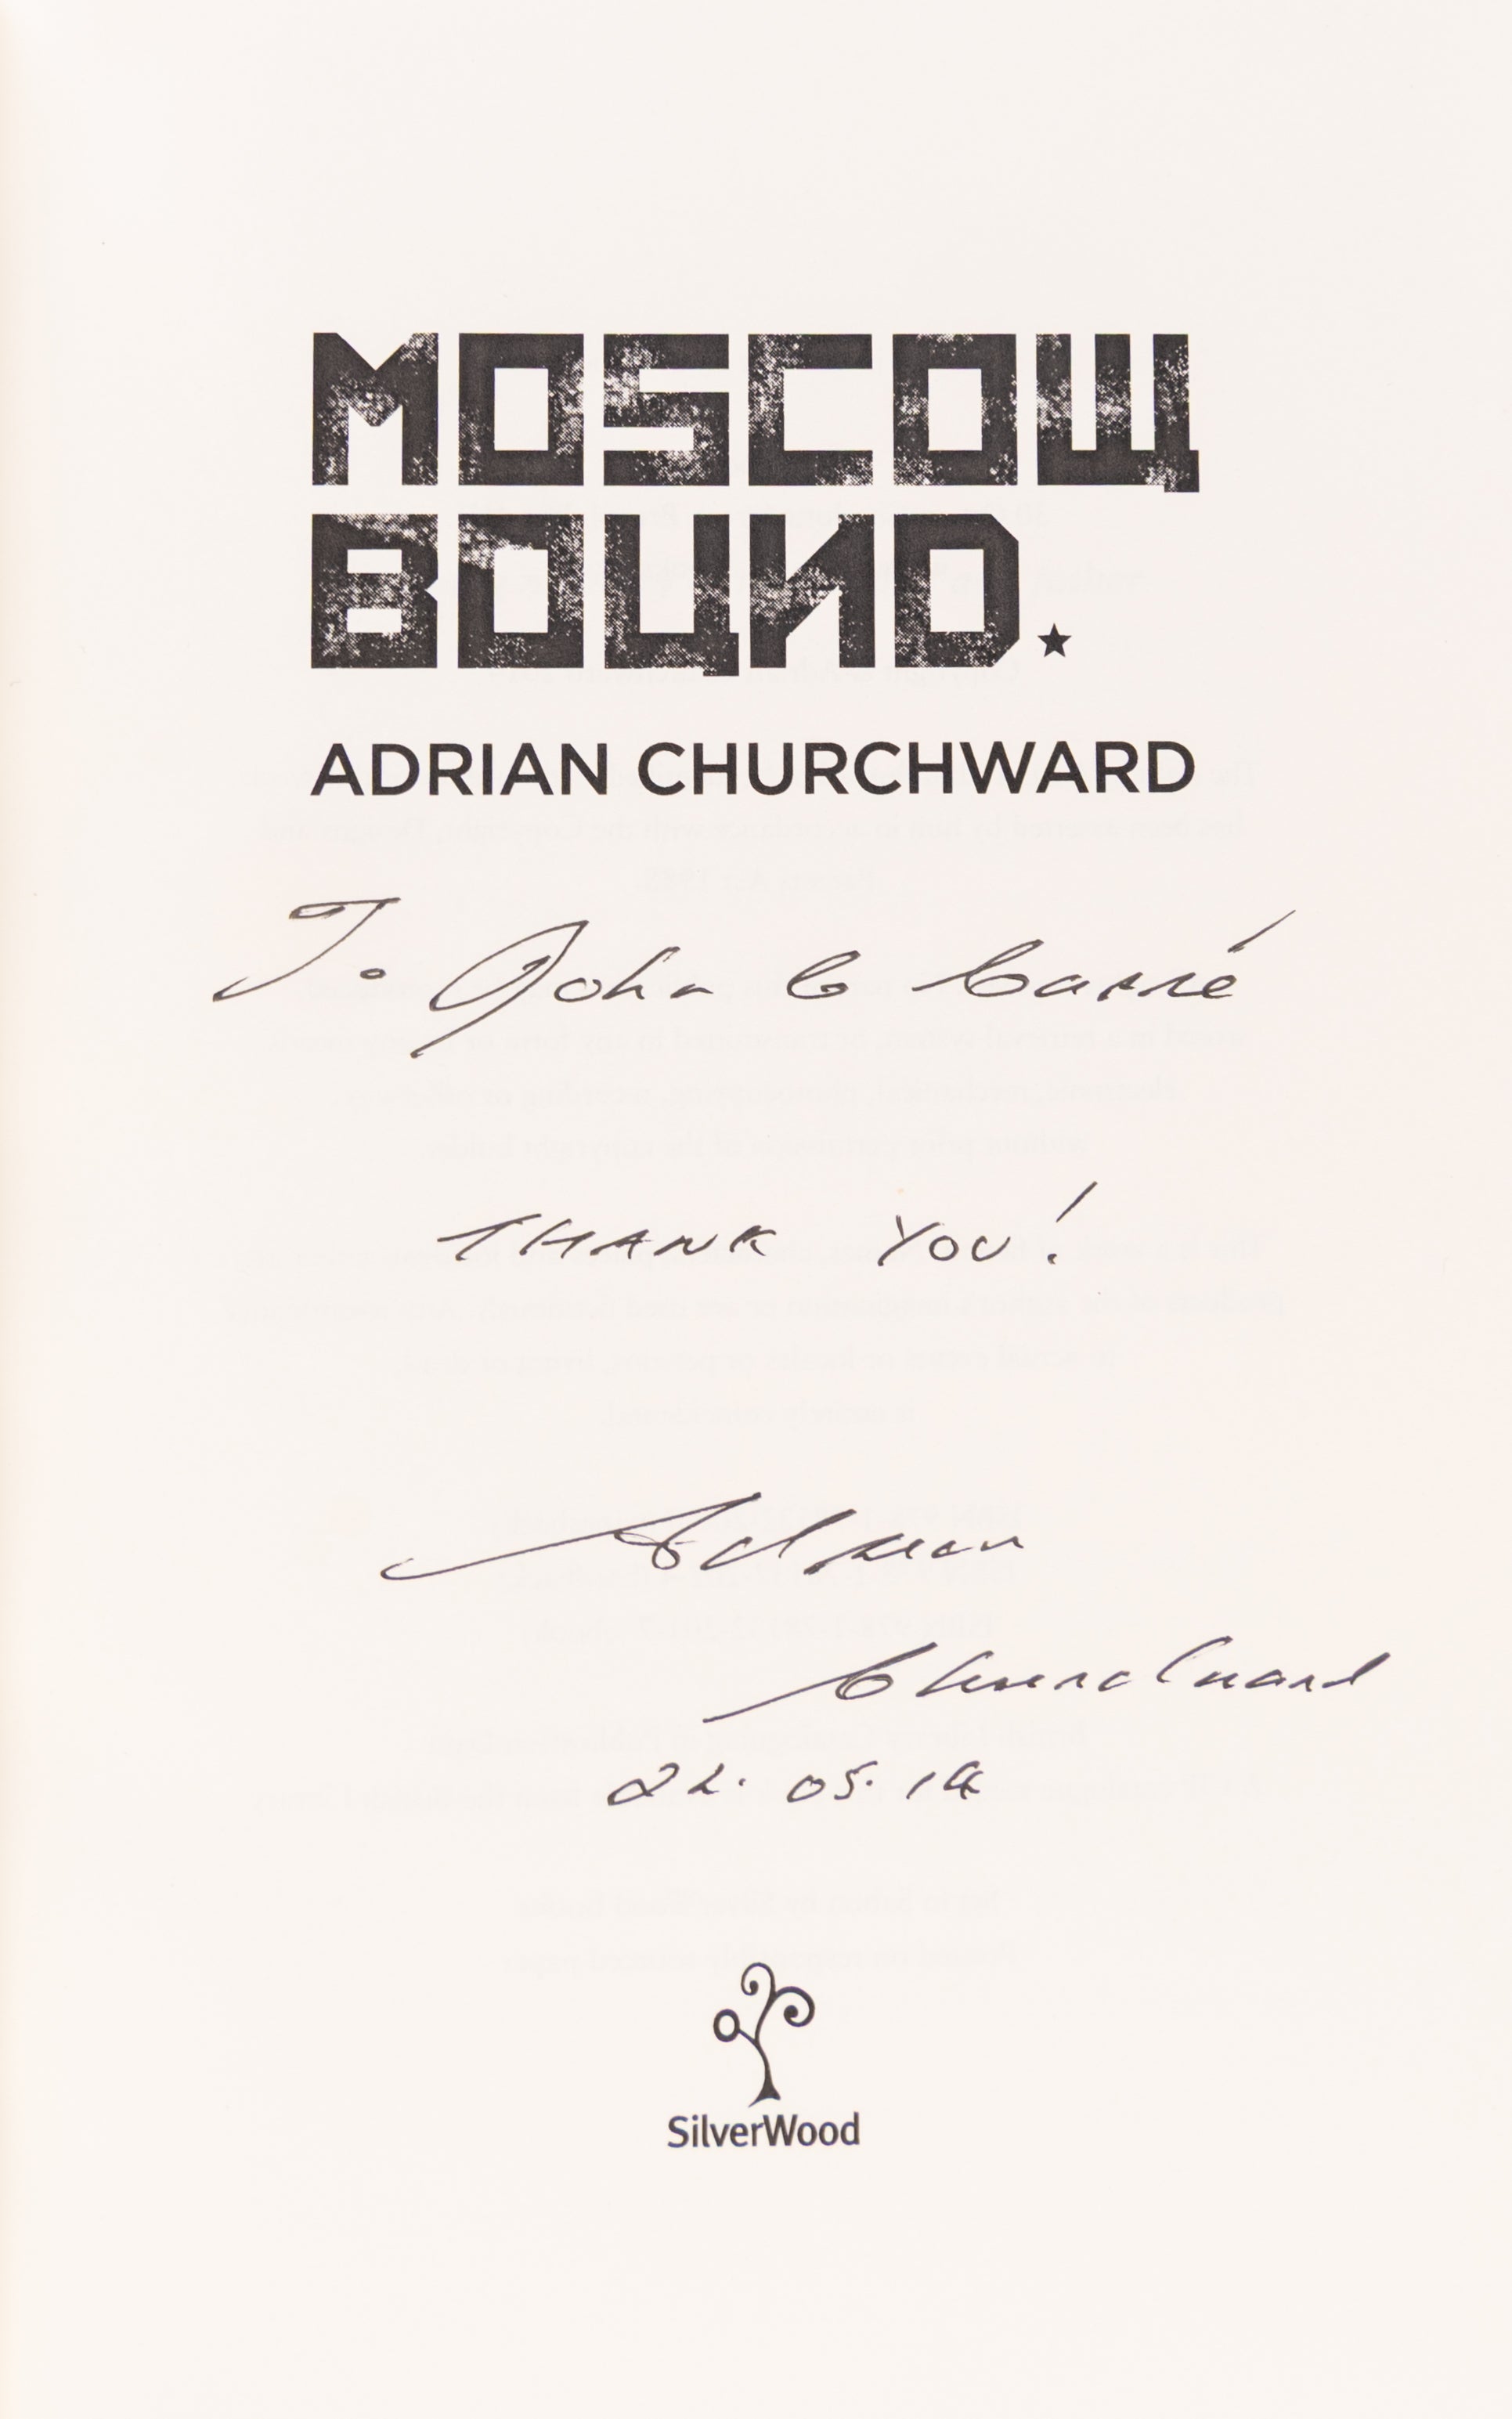 MOSCOW
BOUND.
ADRIAN CHURCHWARD
To John le Carré
THANK YOU!
Adrian
Churchward
22.05.14
SilverWood